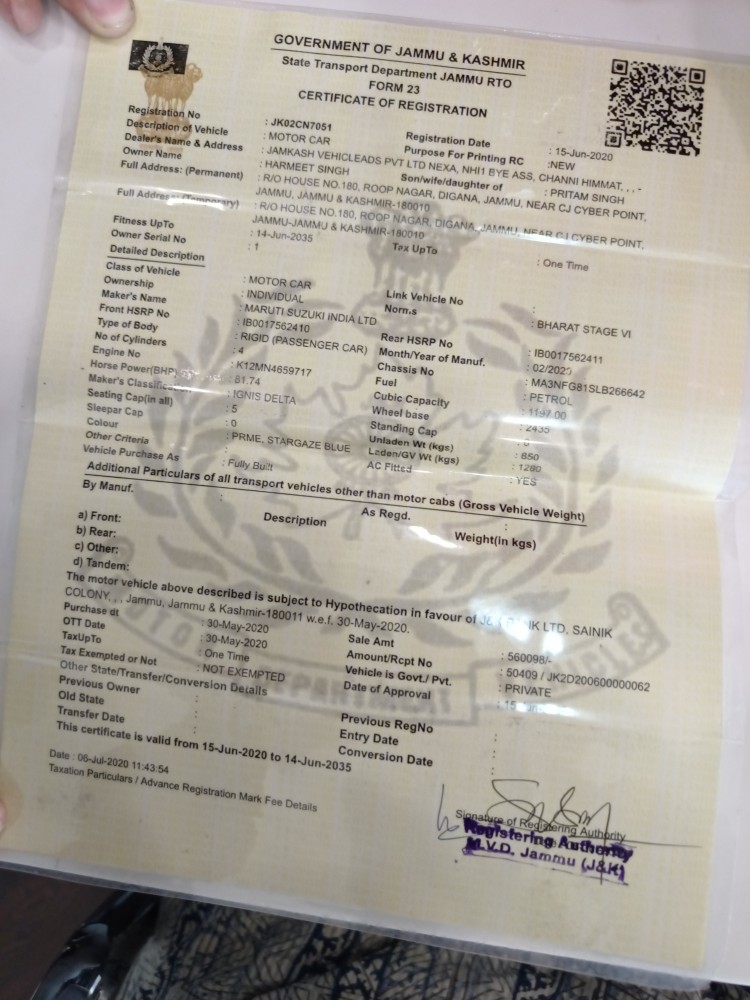 GOVERNMENT OF JAMMU & KASHMIR
State Transport Department JAMMU RTO
FORM 23
CERTIFICATE OF REGISTRATION
Registration No : JK02CN7051 Registration Date : 15-Jun-2020
Description of Vehicle : MOTOR CAR Purpose For Printing RC :NEW
Dealer's Name & Address : JAMKASH VEHICLEADS PVT LTD NEXA, NHI1 BYE ASS, CHANNI HIMMAT, , , -
Owner Name : HARMEET SINGH Son/wife/daughter of : PRITAM SINGH
Full Address: (Permanent) : R/O HOUSE NO.180, ROOP NAGAR, DIGANA, JAMMU, NEAR CJ CYBER POINT,
JAMMU, JAMMU & KASHMIR-180010
Full Address: (Temporary) : R/O HOUSE NO.180, ROOP NAGAR, DIGANA, JAMMU, NEAR CJ CYBER POINT,
JAMMU-JAMMU & KASHMIR-180010
Fitness UpTo : 14-Jun-2035 Tax UpTo : One Time
Owner Serial No : 1
Detailed Description
Class of Vehicle : MOTOR CAR Link Vehicle No :
Ownership : INDIVIDUAL Norms : BHARAT STAGE VI
Maker's Name : MARUTI SUZUKI INDIA LTD
Front HSRP No : IB0017562410 Rear HSRP No : IB0017562411
Type of Body : RIGID (PASSENGER CAR) Month/Year of Manuf. : 02/2020
No of Cylinders : 4 Chassis No : MA3NFG81SLB266642
Engine No : K12MN4659717 Fuel : PETROL
Horse Power(BHP) : 81.74 Cubic Capacity : 1197.00
Maker's Classification : IGNIS DELTA Wheel base : 2435
Seating Cap(in all) : 5 Standing Cap : 0
Sleepar Cap : 0 Unladen Wt (kgs) : 850
Colour : PRME, STARGAZE BLUE Laden/GV Wt (kgs) : 1280
Other Criteria : AC Fitted : YES
Vehicle Purchase As : Fully Built
Additional Particulars of all transport vehicles other than motor cabs (Gross Vehicle Weight)
By Manuf. : As Regd. :
Description Weight(in kgs)
a) Front:
b) Rear:
c) Other:
d) Tandem:
The motor vehicle above described is subject to Hypothecation in favour of LTD, SAINIK
COLONY, , , Jammu, Jammu & Kashmir-180011 w.e.f. 30-May-2020.
Purchase dt : 30-May-2020 Sale Amt : 560098/-
OTT Date : 30-May-2020 Amount/Rcpt No : 50409 / JK2D200600000062
TaxUpTo : One Time Vehicle is Govt./ Pvt. : PRIVATE
Tax Exempted or Not : NOT EXEMPTED Date of Approval : 15
Other State/Transfer/Conversion Details
Previous Owner : Previous RegNo :
Old State : Entry Date :
Transfer Date : Conversion Date :
This certificate is valid from 15-Jun-2020 to 14-Jun-2035
Date : 06-Jul-2020 11:43:54
Taxation Particulars / Advance Registration Mark Fee Details
Signature of Registering Authority
Registering Authority
M.V.D. Jammu (J&K)